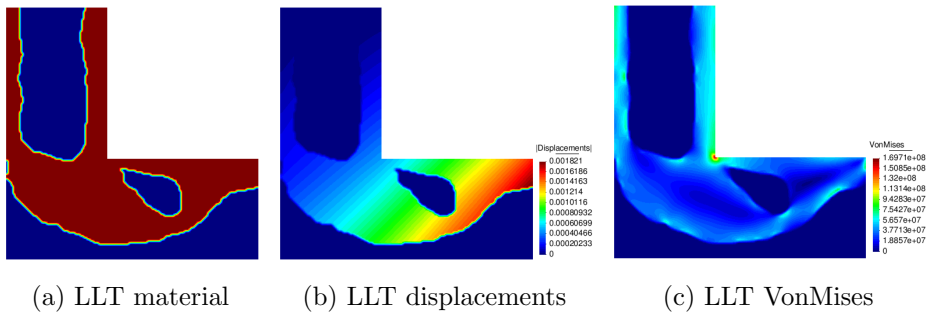 |Displacements|
0.001821
0.0016186
0.0014163
0.001214
0.0010116
0.00080932
0.00060699
0.00040466
0.00020233
0
VonMises
1.6971e+08
1.5085e+08
1.32e+08
1.1314e+08
9.4283e+07
7.5427e+07
5.657e+07
3.7713e+07
1.8857e+07
0
(a) LLT material
(b) LLT displacements
(c) LLT VonMises